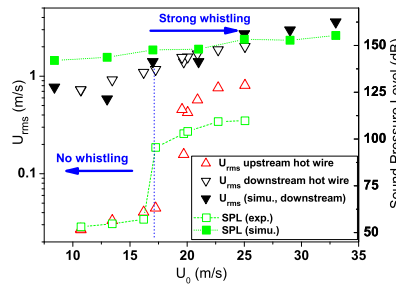 Strong whistling
No whistling
U_rms (m/s)
1
0.1
Sound Pressure Level (dB)
150
125
100
75
50
10
15
20
25
30
U_0 (m/s)
U_rms upstream hot wire
U_rms downstream hot wire
U_rms (simu., downstream)
SPL (exp.)
SPL (simu.)